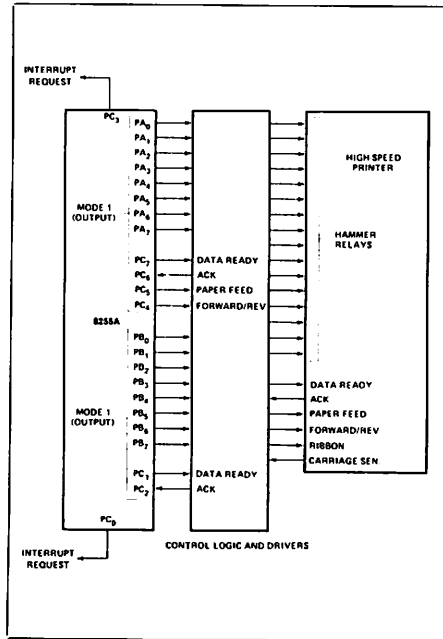 INTERRUPT
REQUEST
PC₃
PA₀
PA₁
PA₂
PA₃
PA₄
PA₅
PA₆
PA₇
MODE 1
(OUTPUT)
PC₇
PC₆
PC₅
PC₄
8255A
PB₀
PB₁
PB₂
PB₃
PB₄
PB₅
PB₆
PB₇
MODE 1
(OUTPUT)
PC₁
PC₂
PC₀
INTERRUPT
REQUEST
DATA READY
ACK
PAPER FEED
FORWARD/REV
DATA READY
ACK
CONTROL LOGIC AND DRIVERS
HIGH SPEED
PRINTER
HAMMER
RELAYS
DATA READY
ACK
PAPER FEED
FORWARD/REV
RIBBON
CARRIAGE SEN